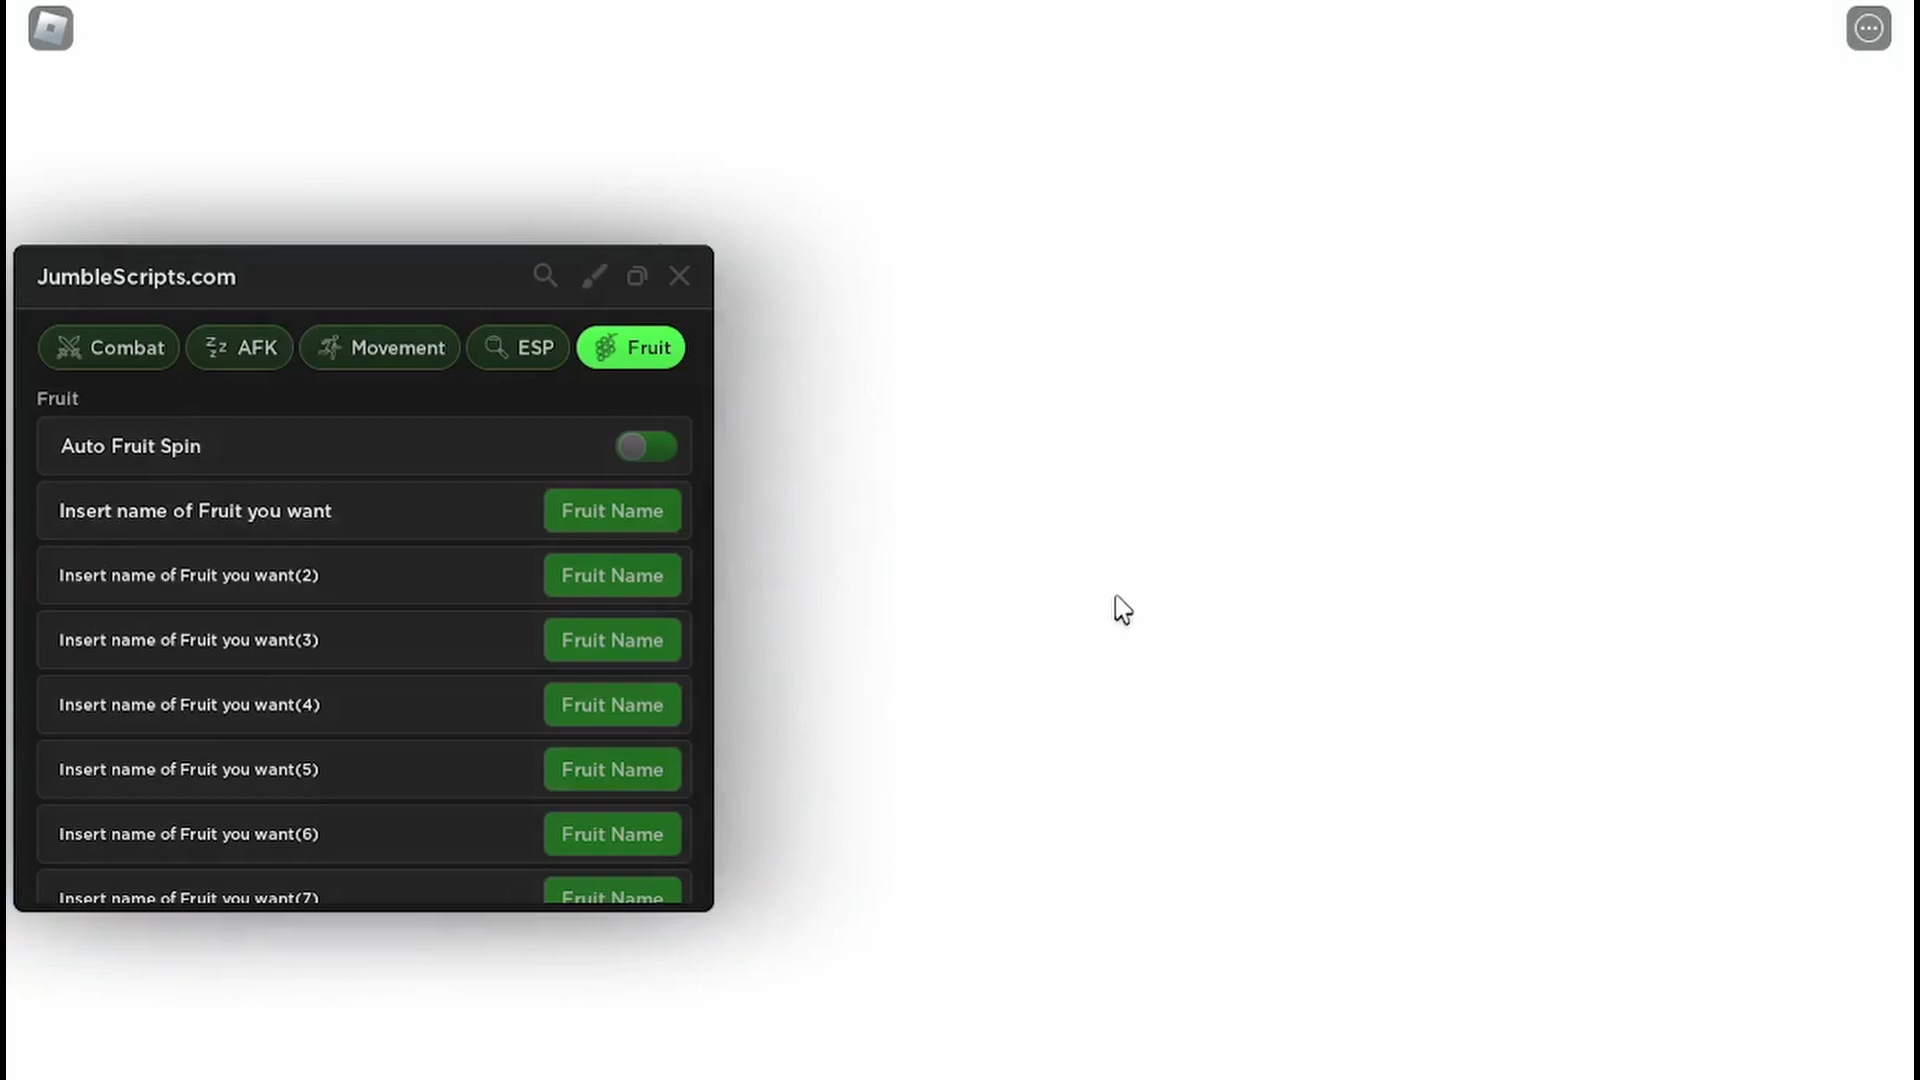 JumbleScripts.com
Combat
AFK
Movement
ESP
Fruit
Fruit
Auto Fruit Spin
Insert name of Fruit you want
Fruit Name
Insert name of Fruit you want(2)
Fruit Name
Insert name of Fruit you want(3)
Fruit Name
Insert name of Fruit you want(4)
Fruit Name
Insert name of Fruit you want(5)
Fruit Name
Insert name of Fruit you want(6)
Fruit Name
Insert name of Fruit you want(7)
Fruit Name